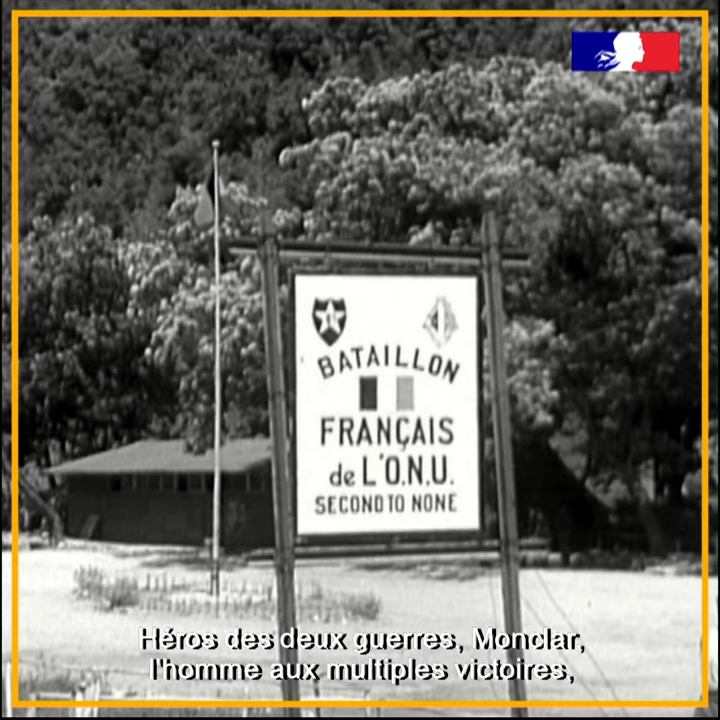 BATAILLON
FRANÇAIS
de L'O.N.U.
SECOND TO NONE
Héros des deux guerres, Monclar,
l'homme aux multiples victoires,